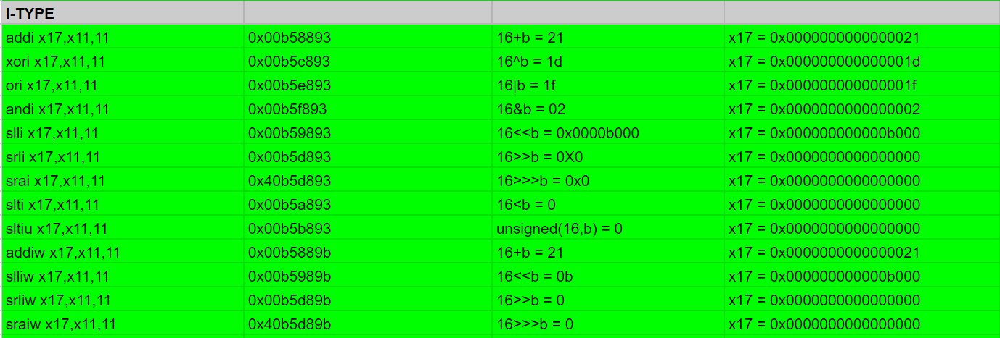 I-TYPE
addi x17,x11,11 0x00b58893 16+b = 21 x17 = 0x0000000000000021
xori x17,x11,11 0x00b5c893 16^b = 1d x17 = 0x000000000000001d
ori x17,x11,11 0x00b5e893 16|b = 1f x17 = 0x000000000000001f
andi x17,x11,11 0x00b5f893 16&b = 02 x17 = 0x0000000000000002
slli x17,x11,11 0x00b59893 16<<b = 0x0000b000 x17 = 0x000000000000b000
srli x17,x11,11 0x00b5d893 16>>b = 0X0 x17 = 0x0000000000000000
srai x17,x11,11 0x40b5d893 16>>>b = 0x0 x17 = 0x0000000000000000
slti x17,x11,11 0x00b5a893 16<b = 0 x17 = 0x0000000000000000
sltiu x17,x11,11 0x00b5b893 unsigned(16,b) = 0 x17 = 0x0000000000000000
addiw x17,x11,11 0x00b5889b 16+b = 21 x17 = 0x0000000000000021
slliw x17,x11,11 0x00b5989b 16<<b = 0b x17 = 0x000000000000b000
srliw x17,x11,11 0x00b5d89b 16>>b = 0 x17 = 0x0000000000000000
sraiw x17,x11,11 0x40b5d89b 16>>>b = 0 x17 = 0x0000000000000000